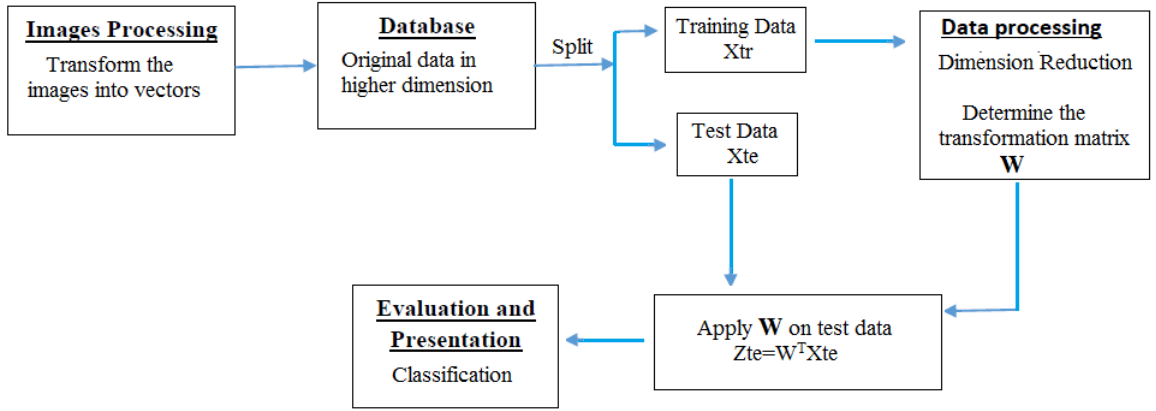 Images Processing
Transform the
images into vectors
Database
Original data in
higher dimension
Split
Training Data
Xtr
Test Data
Xte
Data processing
Dimension Reduction
Determine the
transformation matrix
W
Apply W on test data
Zte=WᵀXte
Evaluation and
Presentation
Classification